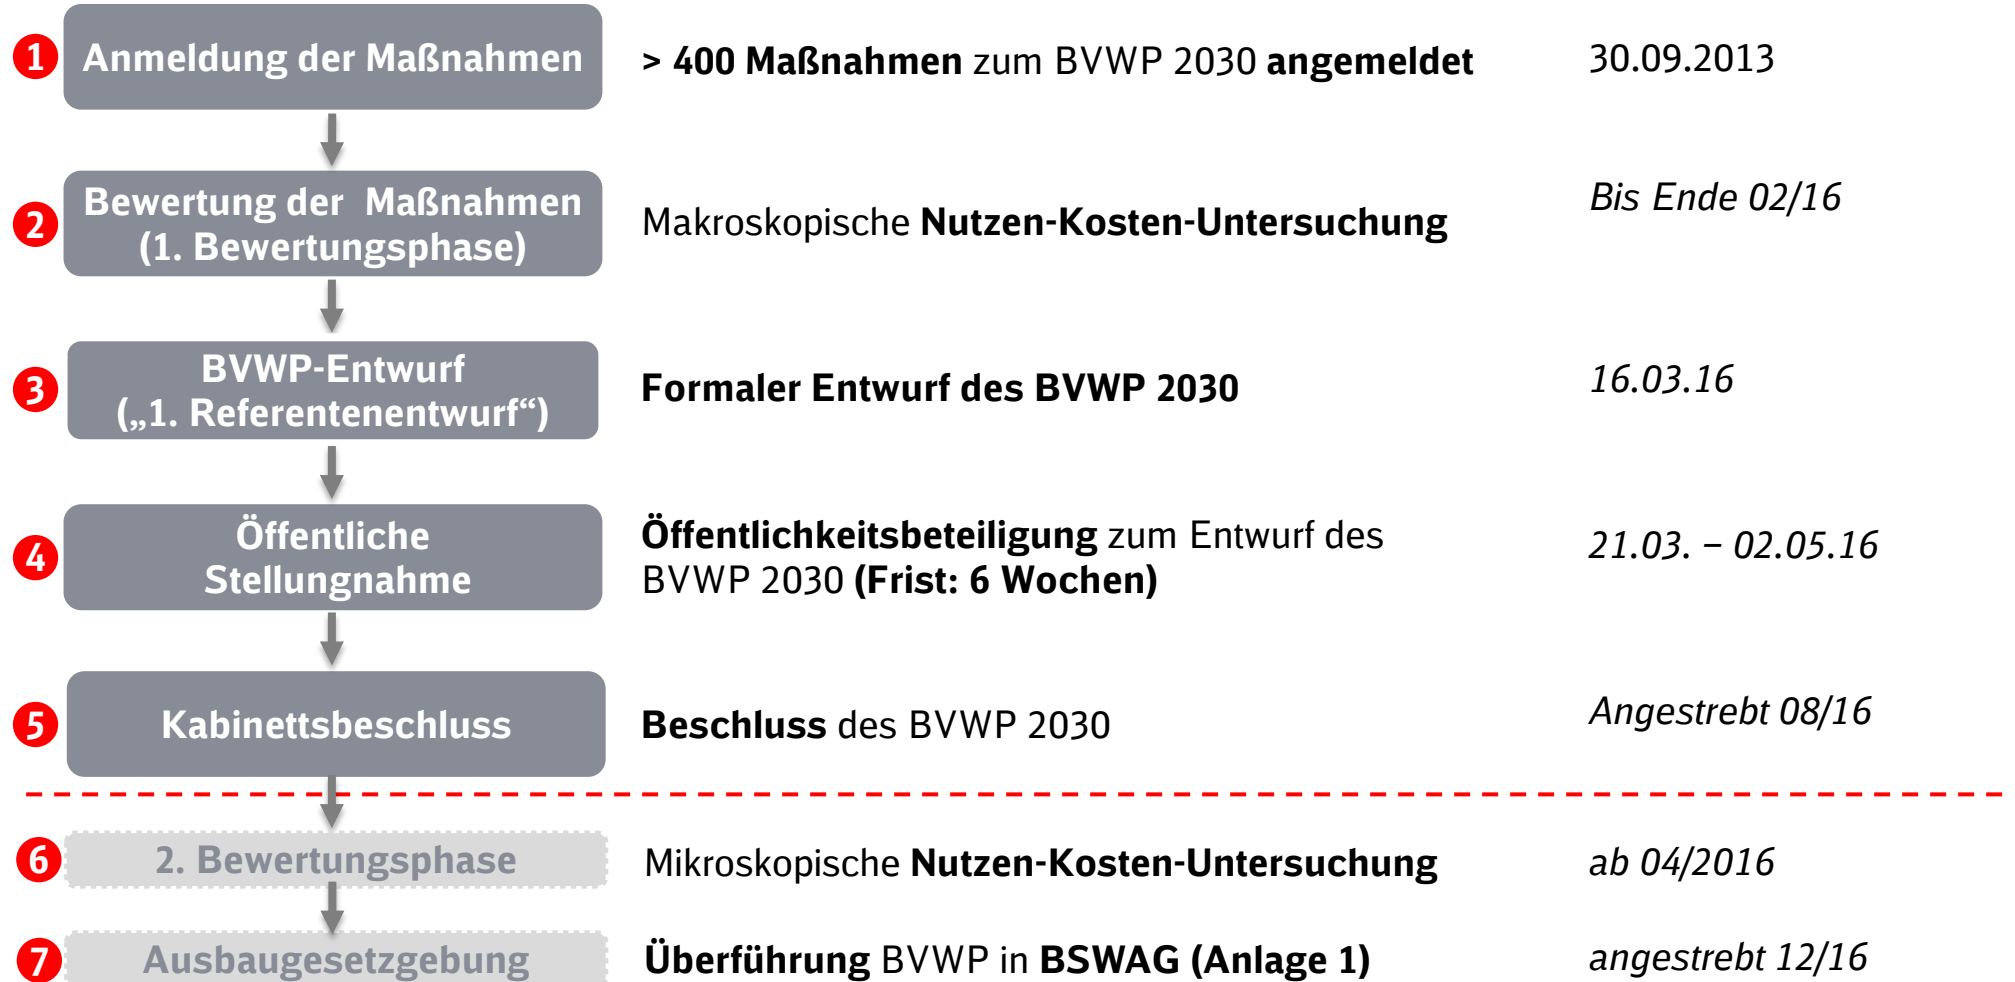 1 Anmeldung der Maßnahmen > 400 Maßnahmen zum BVWP 2030 angemeldet 30.09.2013
2 Bewertung der Maßnahmen
(1. Bewertungsphase)
Makroskopische Nutzen-Kosten-Untersuchung
Bis Ende 02/16
3 BVWP-Entwurf
(„1. Referentenentwurf“)
Formaler Entwurf des BVWP 2030
16.03.16
4 Öffentliche
Stellungnahme
Öffentlichkeitsbeteiligung zum Entwurf des
BVWP 2030 (Frist: 6 Wochen)
21.03. – 02.05.16
5 Kabinettsbeschluss Beschluss des BVWP 2030 Angestrebt 08/16
6 2. Bewertungsphase Mikroskopische Nutzen-Kosten-Untersuchung ab 04/2016
7 Ausbaugesetzgebung Überführung BVWP in BSWAG (Anlage 1) angestrebt 12/16